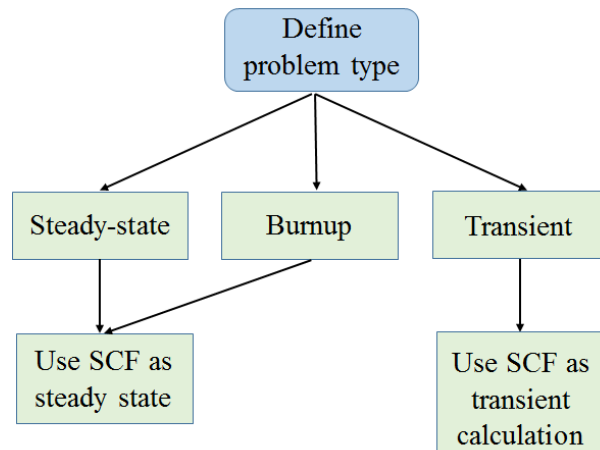 Define
problem type
Steady-state
Burnup
Transient
Use SCF as
steady state
Use SCF as
transient
calculation